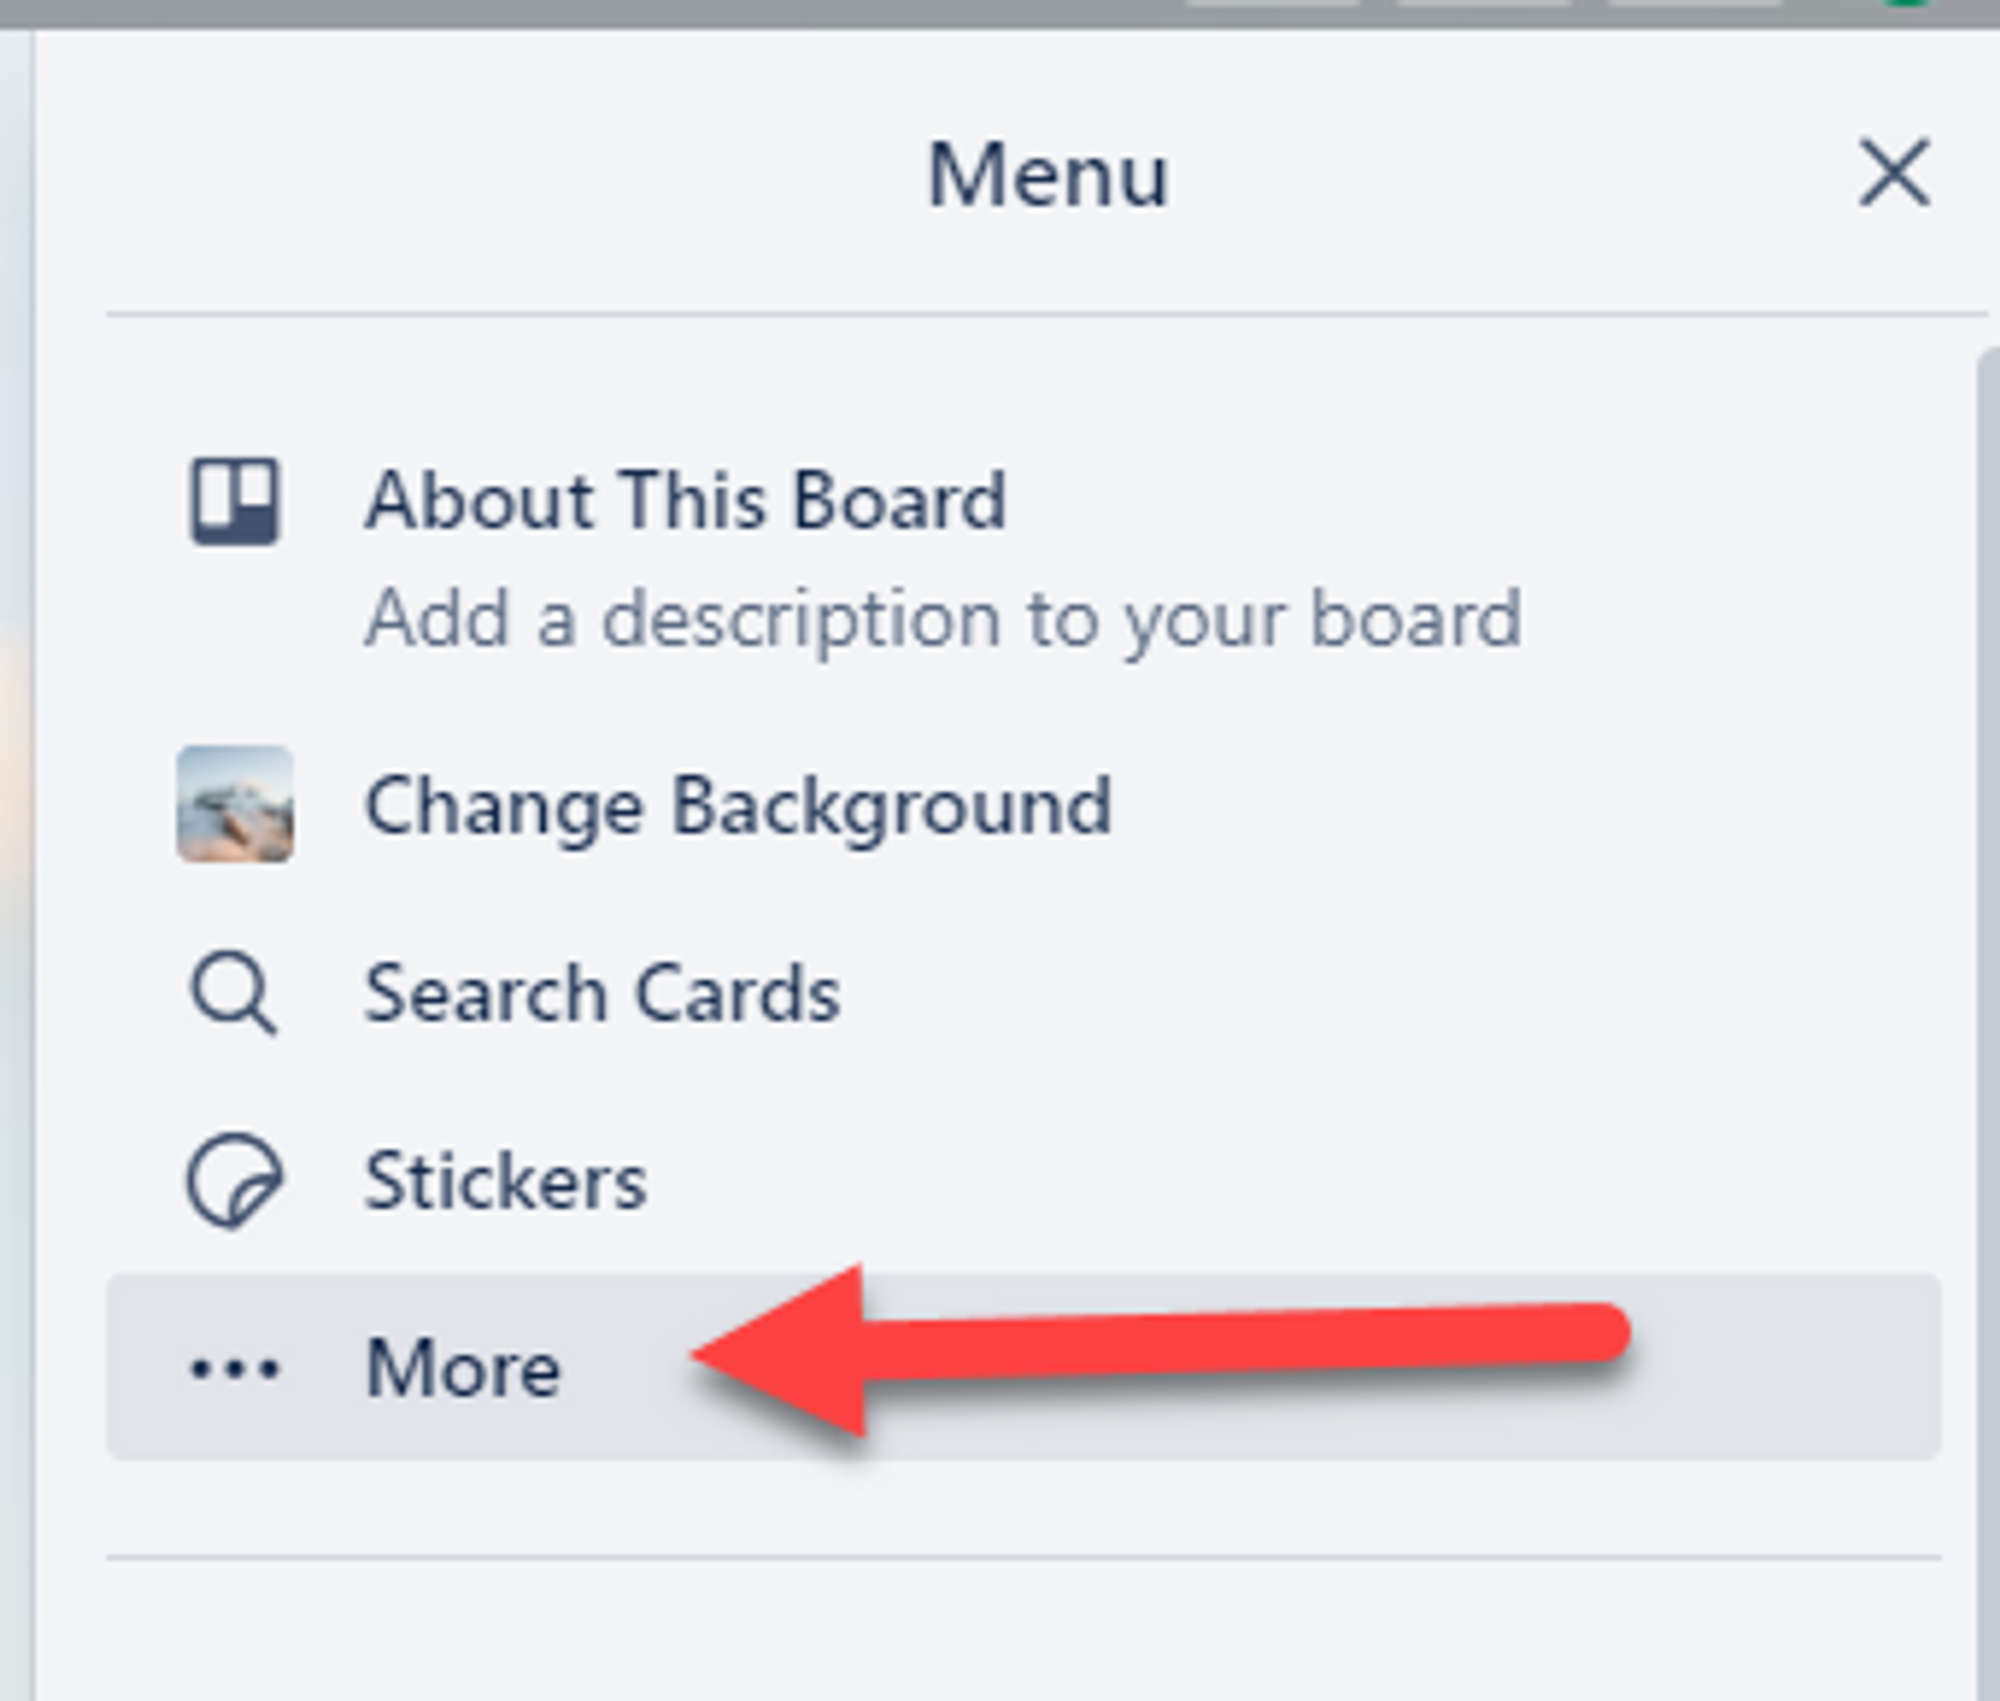 Menu
About This Board
Add a description to your board
Change Background
Search Cards
Stickers
More